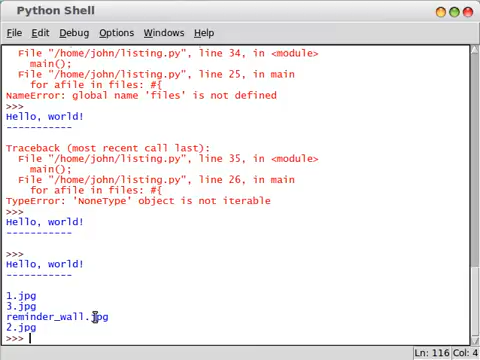 Python Shell
File Edit Debug Options Windows Help
File "/home/john/listing.py", line 34, in <module>
main();
File "/home/john/listing.py", line 25, in main
for afile in files: #{
NameError: global name 'files' is not defined
>>>
Hello, world!
-----------
Traceback (most recent call last):
File "/home/john/listing.py", line 35, in <module>
main();
File "/home/john/listing.py", line 26, in main
for afile in files: #{
TypeError: 'NoneType' object is not iterable
>>>
Hello, world!
-----------
>>>
Hello, world!
-----------
1.jpg
3.jpg
reminder_wall.jpg
2.jpg
>>>
Ln: 116 Col: 4